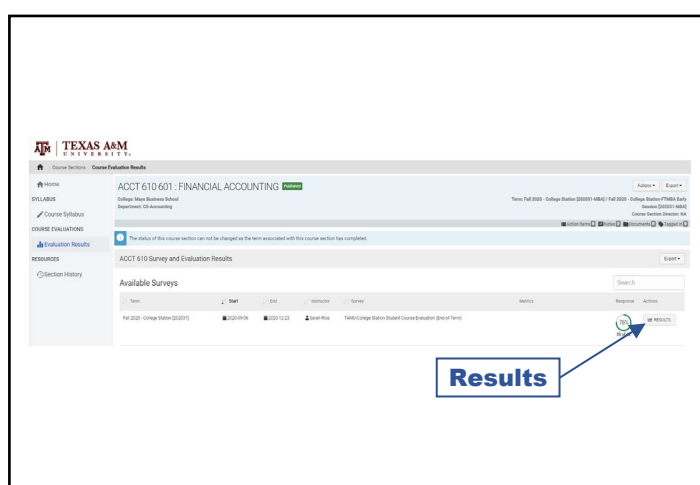 TEXAS A&M
UNIVERSITY.
Course Sections Course Evaluation Results
Home
SYLLABUS
Course Syllabus
COURSE EVALUATIONS
Evaluation Results
RESOURCES
Section History
ACCT 610 601 : FINANCIAL ACCOUNTING Published
Actions Export
College: Mays Business School
Department: CS-Accounting
Term: Fall 2020 - College Station [202031-MBA] / Fall 2020 - College Station-FTMBA Early
Session [202031-MBA]
Course Section Director: NA
Action Items Notes Documents Tagged in
The status of this course section can not be changed as the term associated with this course section has completed.
ACCT 610 Survey and Evaluation Results
Export
Available Surveys
Search
Term Start End Instructor Survey Metrics Response Actions
Fall 2020 - College Station [202031] 2020-09-06 2020-12-23 Sarah Rice TAMU-College Station Student Course Evaluation (End-of-Term) RESULTS
Results